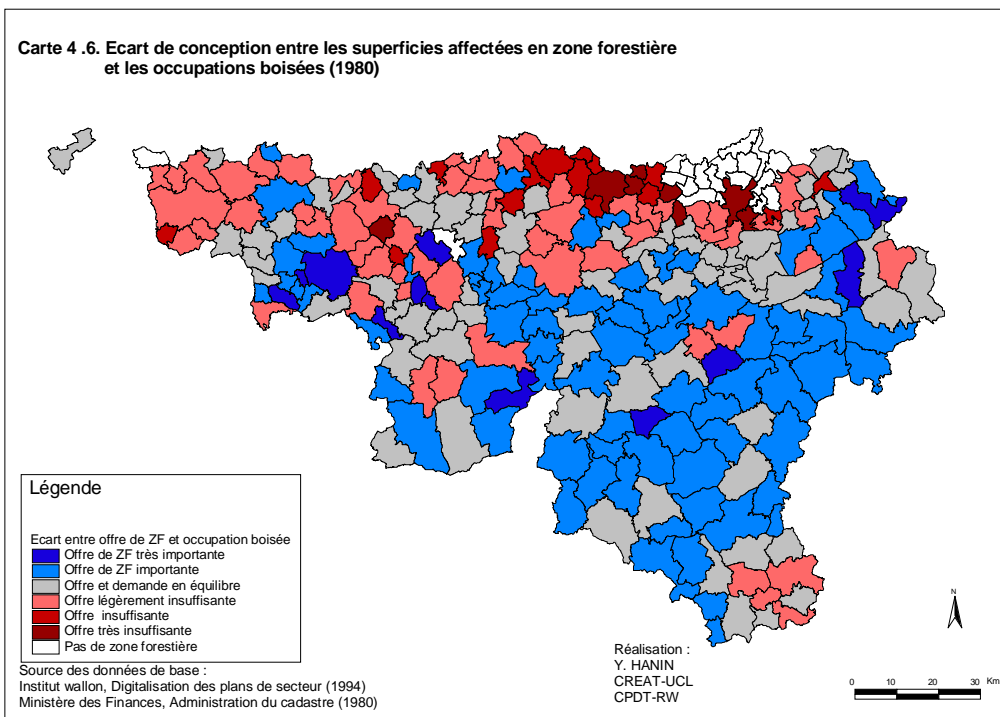 Carte 4 .6. Ecart de conception entre les superficies affectées en zone forestière
et les occupations boisées (1980)
Légende
Ecart entre offre de ZF et occupation boisée
Offre de ZF très importante
Offre de ZF importante
Offre et demande en équilibre
Offre légèrement insuffisante
Offre insuffisante
Offre très insuffisante
Pas de zone forestière
Source des données de base :
Institut wallon, Digitalisation des plans de secteur (1994)
Ministère des Finances, Administration du cadastre (1980)
Réalisation :
Y. HANIN
CREAT-UCL
CPDT-RW
N
0 10 20 30 Km